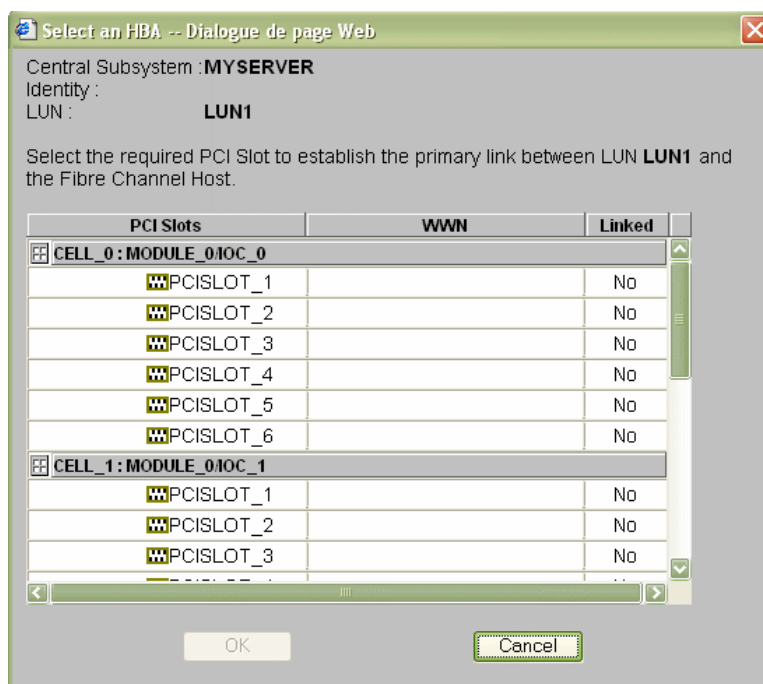 Select an HBA -- Dialogue de page Web
Central Subsystem : MYSERVER
Identity :
LUN : LUN1
Select the required PCI Slot to establish the primary link between LUN LUN1 and
the Fibre Channel Host.
PCI Slots WWN Linked
CELL_0 : MODULE_0/IOC_0
PCISLOT_1 No
PCISLOT_2 No
PCISLOT_3 No
PCISLOT_4 No
PCISLOT_5 No
PCISLOT_6 No
CELL_1 : MODULE_0/IOC_1
PCISLOT_1 No
PCISLOT_2 No
PCISLOT_3 No
OK Cancel